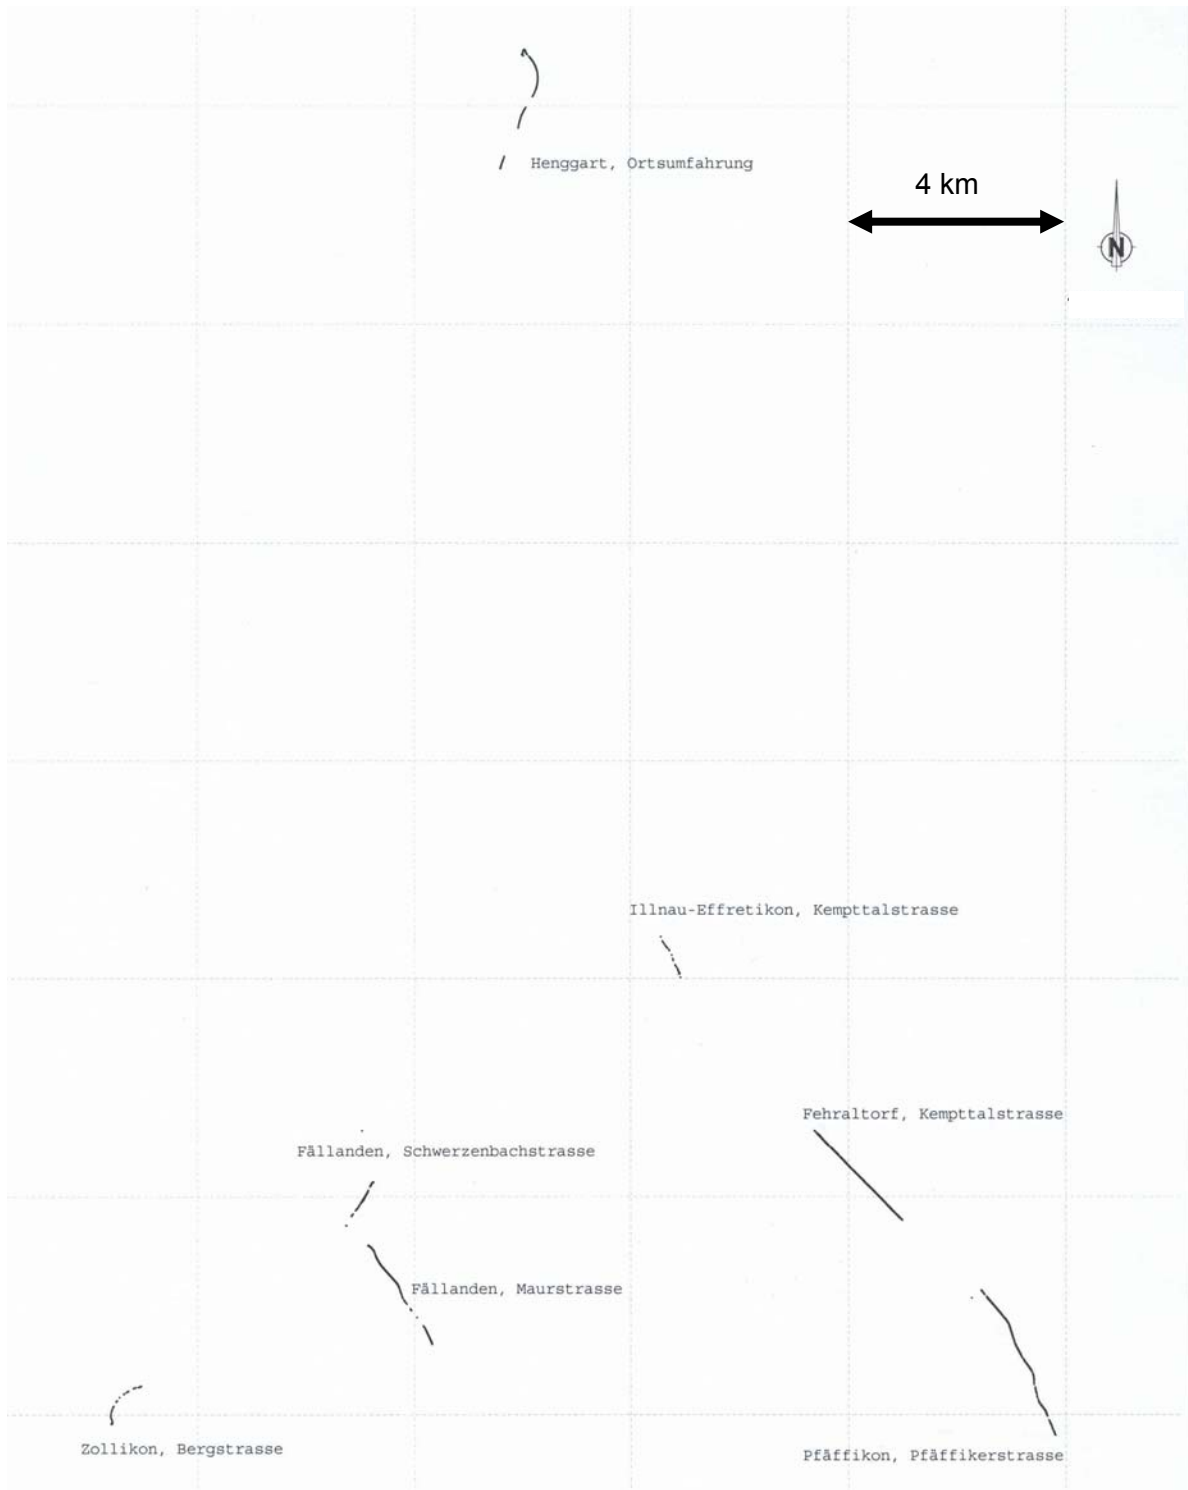 Henggart, Ortsumfahrung
4 km
N
Illnau-Effretikon, Kempttalstrasse
Fehraltorf, Kempttalstrasse
Fällanden, Schwerzenbachstrasse
Fällanden, Maurstrasse
Zollikon, Bergstrasse
Pfäffikon, Pfäffikerstrasse